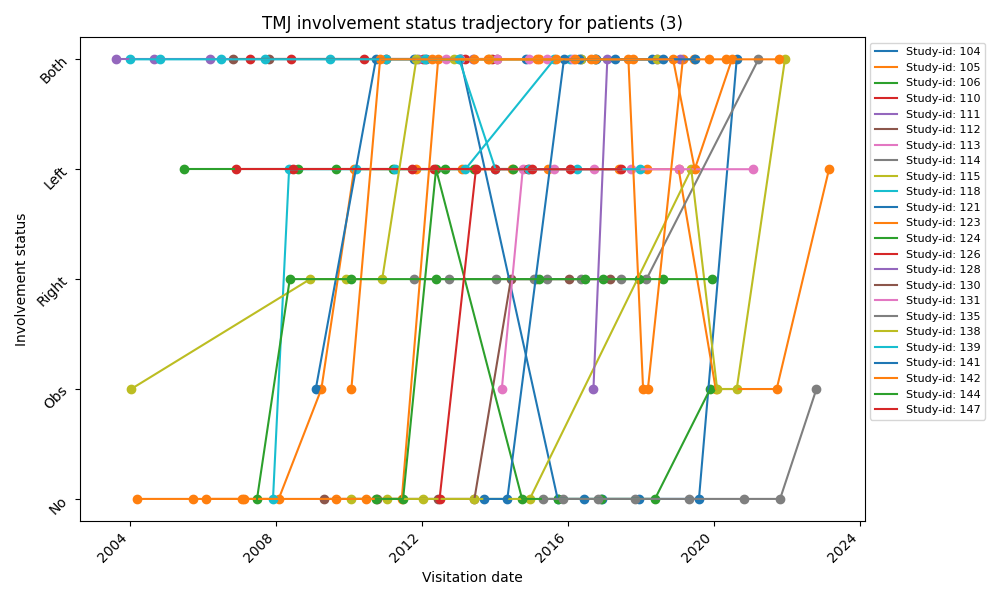 TMJ involvement status tradjectory for patients (3)
Involvement status
Both
Left
Right
Obs
No
2004
2008
2012
2016
2020
2024
Visitation date
Study-id: 104
Study-id: 105
Study-id: 106
Study-id: 110
Study-id: 111
Study-id: 112
Study-id: 113
Study-id: 114
Study-id: 115
Study-id: 118
Study-id: 121
Study-id: 123
Study-id: 124
Study-id: 126
Study-id: 128
Study-id: 130
Study-id: 131
Study-id: 135
Study-id: 138
Study-id: 139
Study-id: 141
Study-id: 142
Study-id: 144
Study-id: 147